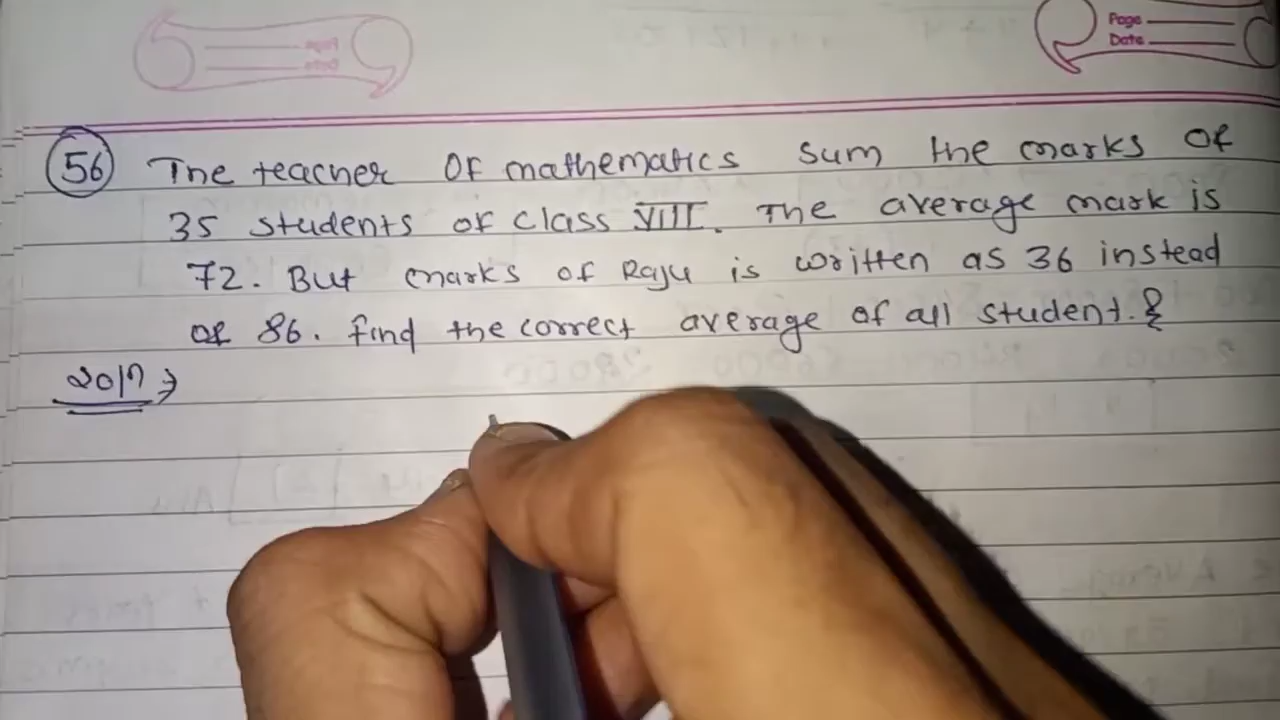 Page
Date
56 The teacher of mathematics sum the marks of
35 students of class VIII. The average mark is
72. But marks of Raju is written as 36 instead
of 86. find the correct average of all student.
2017